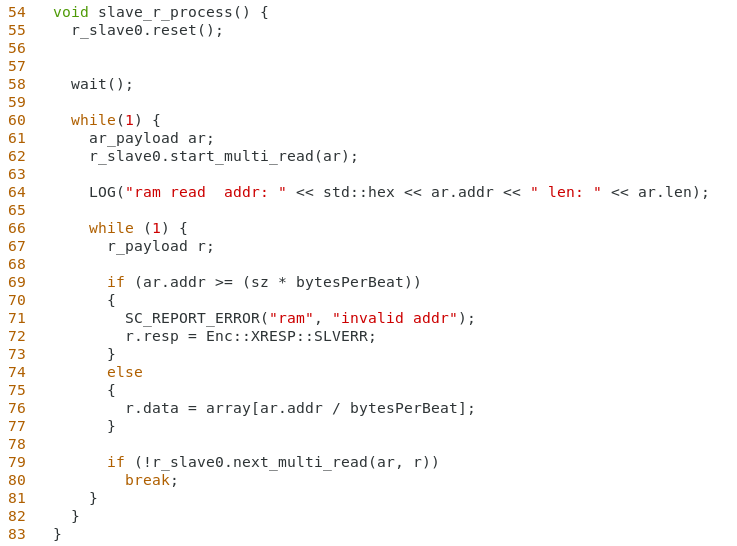 54   void slave_r_process() {
55     r_slave0.reset();
56
57
58     wait();
59
60     while(1) {
61       ar_payload ar;
62       r_slave0.start_multi_read(ar);
63
64       LOG("ram read  addr: " << std::hex << ar.addr << " len: " << ar.len);
65
66       while (1) {
67         r_payload r;
68
69         if (ar.addr >= (sz * bytesPerBeat))
70         {
71           SC_REPORT_ERROR("ram", "invalid addr");
72           r.resp = Enc::XRESP::SLVERR;
73         }
74         else
75         {
76           r.data = array[ar.addr / bytesPerBeat];
77         }
78
79         if (!r_slave0.next_multi_read(ar, r))
80           break;
81       }
82     }
83   }